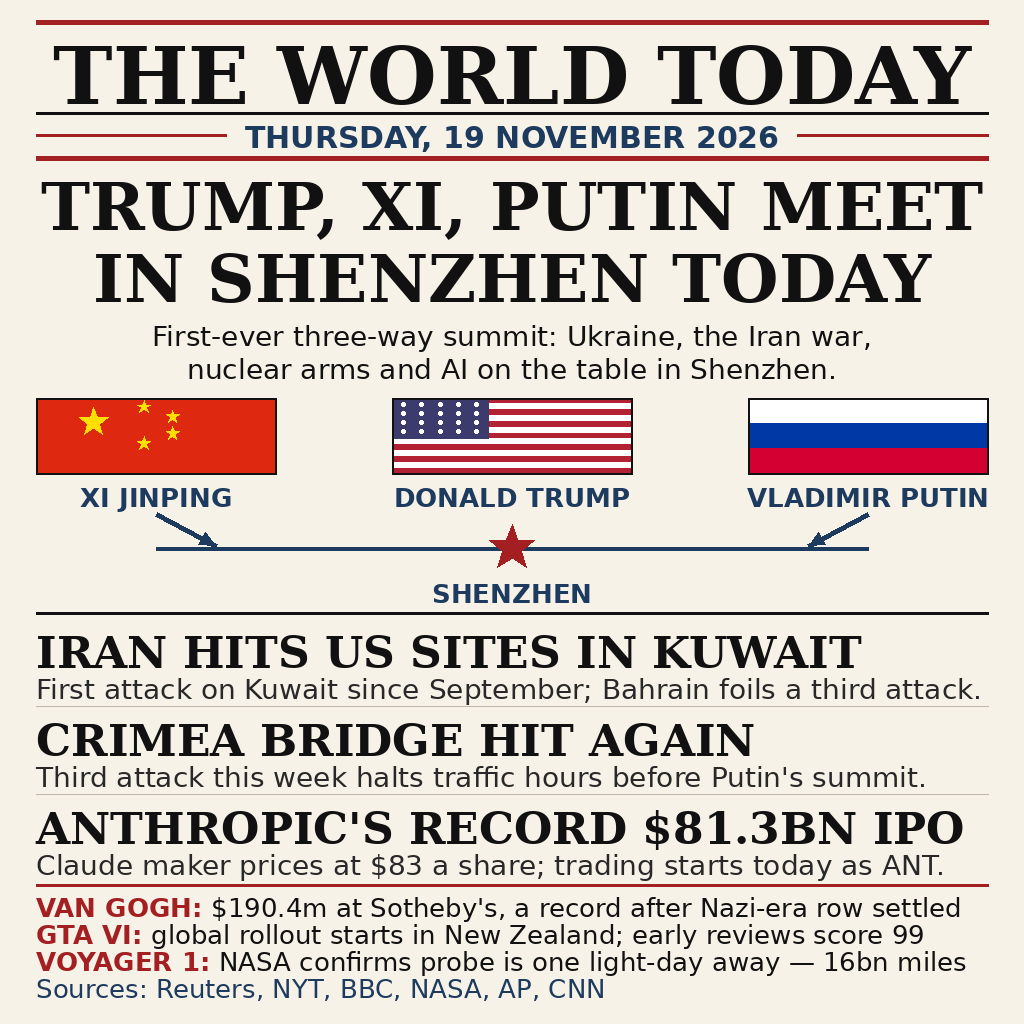 THE WORLD TODAY
THURSDAY, 19 NOVEMBER 2026
TRUMP, XI, PUTIN MEET
IN SHENZHEN TODAY
First-ever three-way summit: Ukraine, the Iran war,
nuclear arms and AI on the table in Shenzhen.
XI JINPING
DONALD TRUMP
VLADIMIR PUTIN
SHENZHEN
IRAN HITS US SITES IN KUWAIT
First attack on Kuwait since September; Bahrain foils a third attack.
CRIMEA BRIDGE HIT AGAIN
Third attack this week halts traffic hours before Putin's summit.
ANTHROPIC'S RECORD $81.3BN IPO
Claude maker prices at $83 a share; trading starts today as ANT.
VAN GOGH: $190.4m at Sotheby's, a record after Nazi-era row settled
GTA VI: global rollout starts in New Zealand; early reviews score 99
VOYAGER 1: NASA confirms probe is one light-day away — 16bn miles
Sources: Reuters, NYT, BBC, NASA, AP, CNN